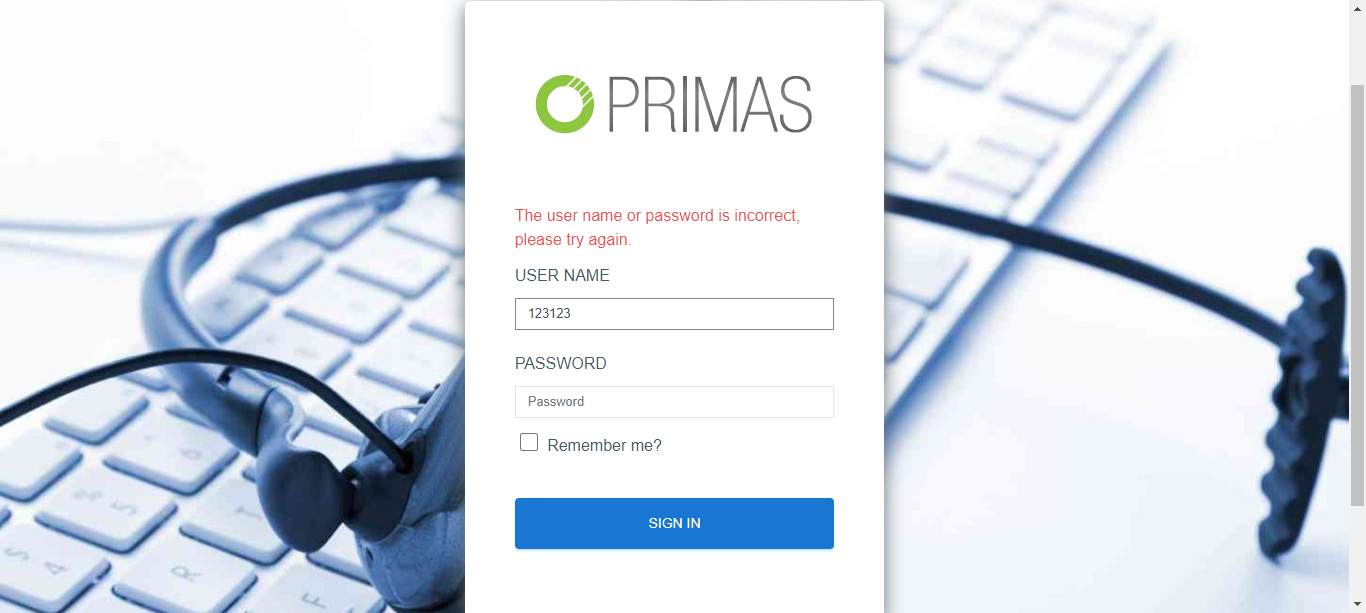 PRIMAS
The user name or password is incorrect,
please try again.
USER NAME
123123
PASSWORD
Password
Remember me?
SIGN IN